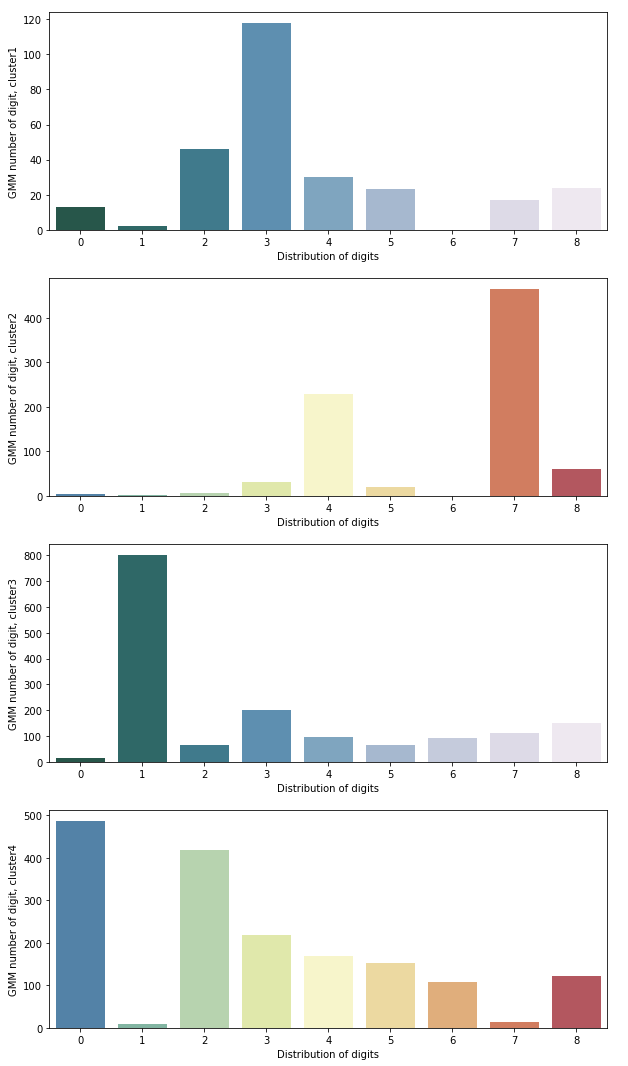 120
100
80
60
40
20
0
GMM number of digit, cluster1
0 1 2 3 4 5 6 7 8
Distribution of digits
400
300
200
100
0
GMM number of digit, cluster2
0 1 2 3 4 5 6 7 8
Distribution of digits
800
700
600
500
400
300
200
100
0
GMM number of digit, cluster3
0 1 2 3 4 5 6 7 8
Distribution of digits
500
400
300
200
100
0
GMM number of digit, cluster4
0 1 2 3 4 5 6 7 8
Distribution of digits